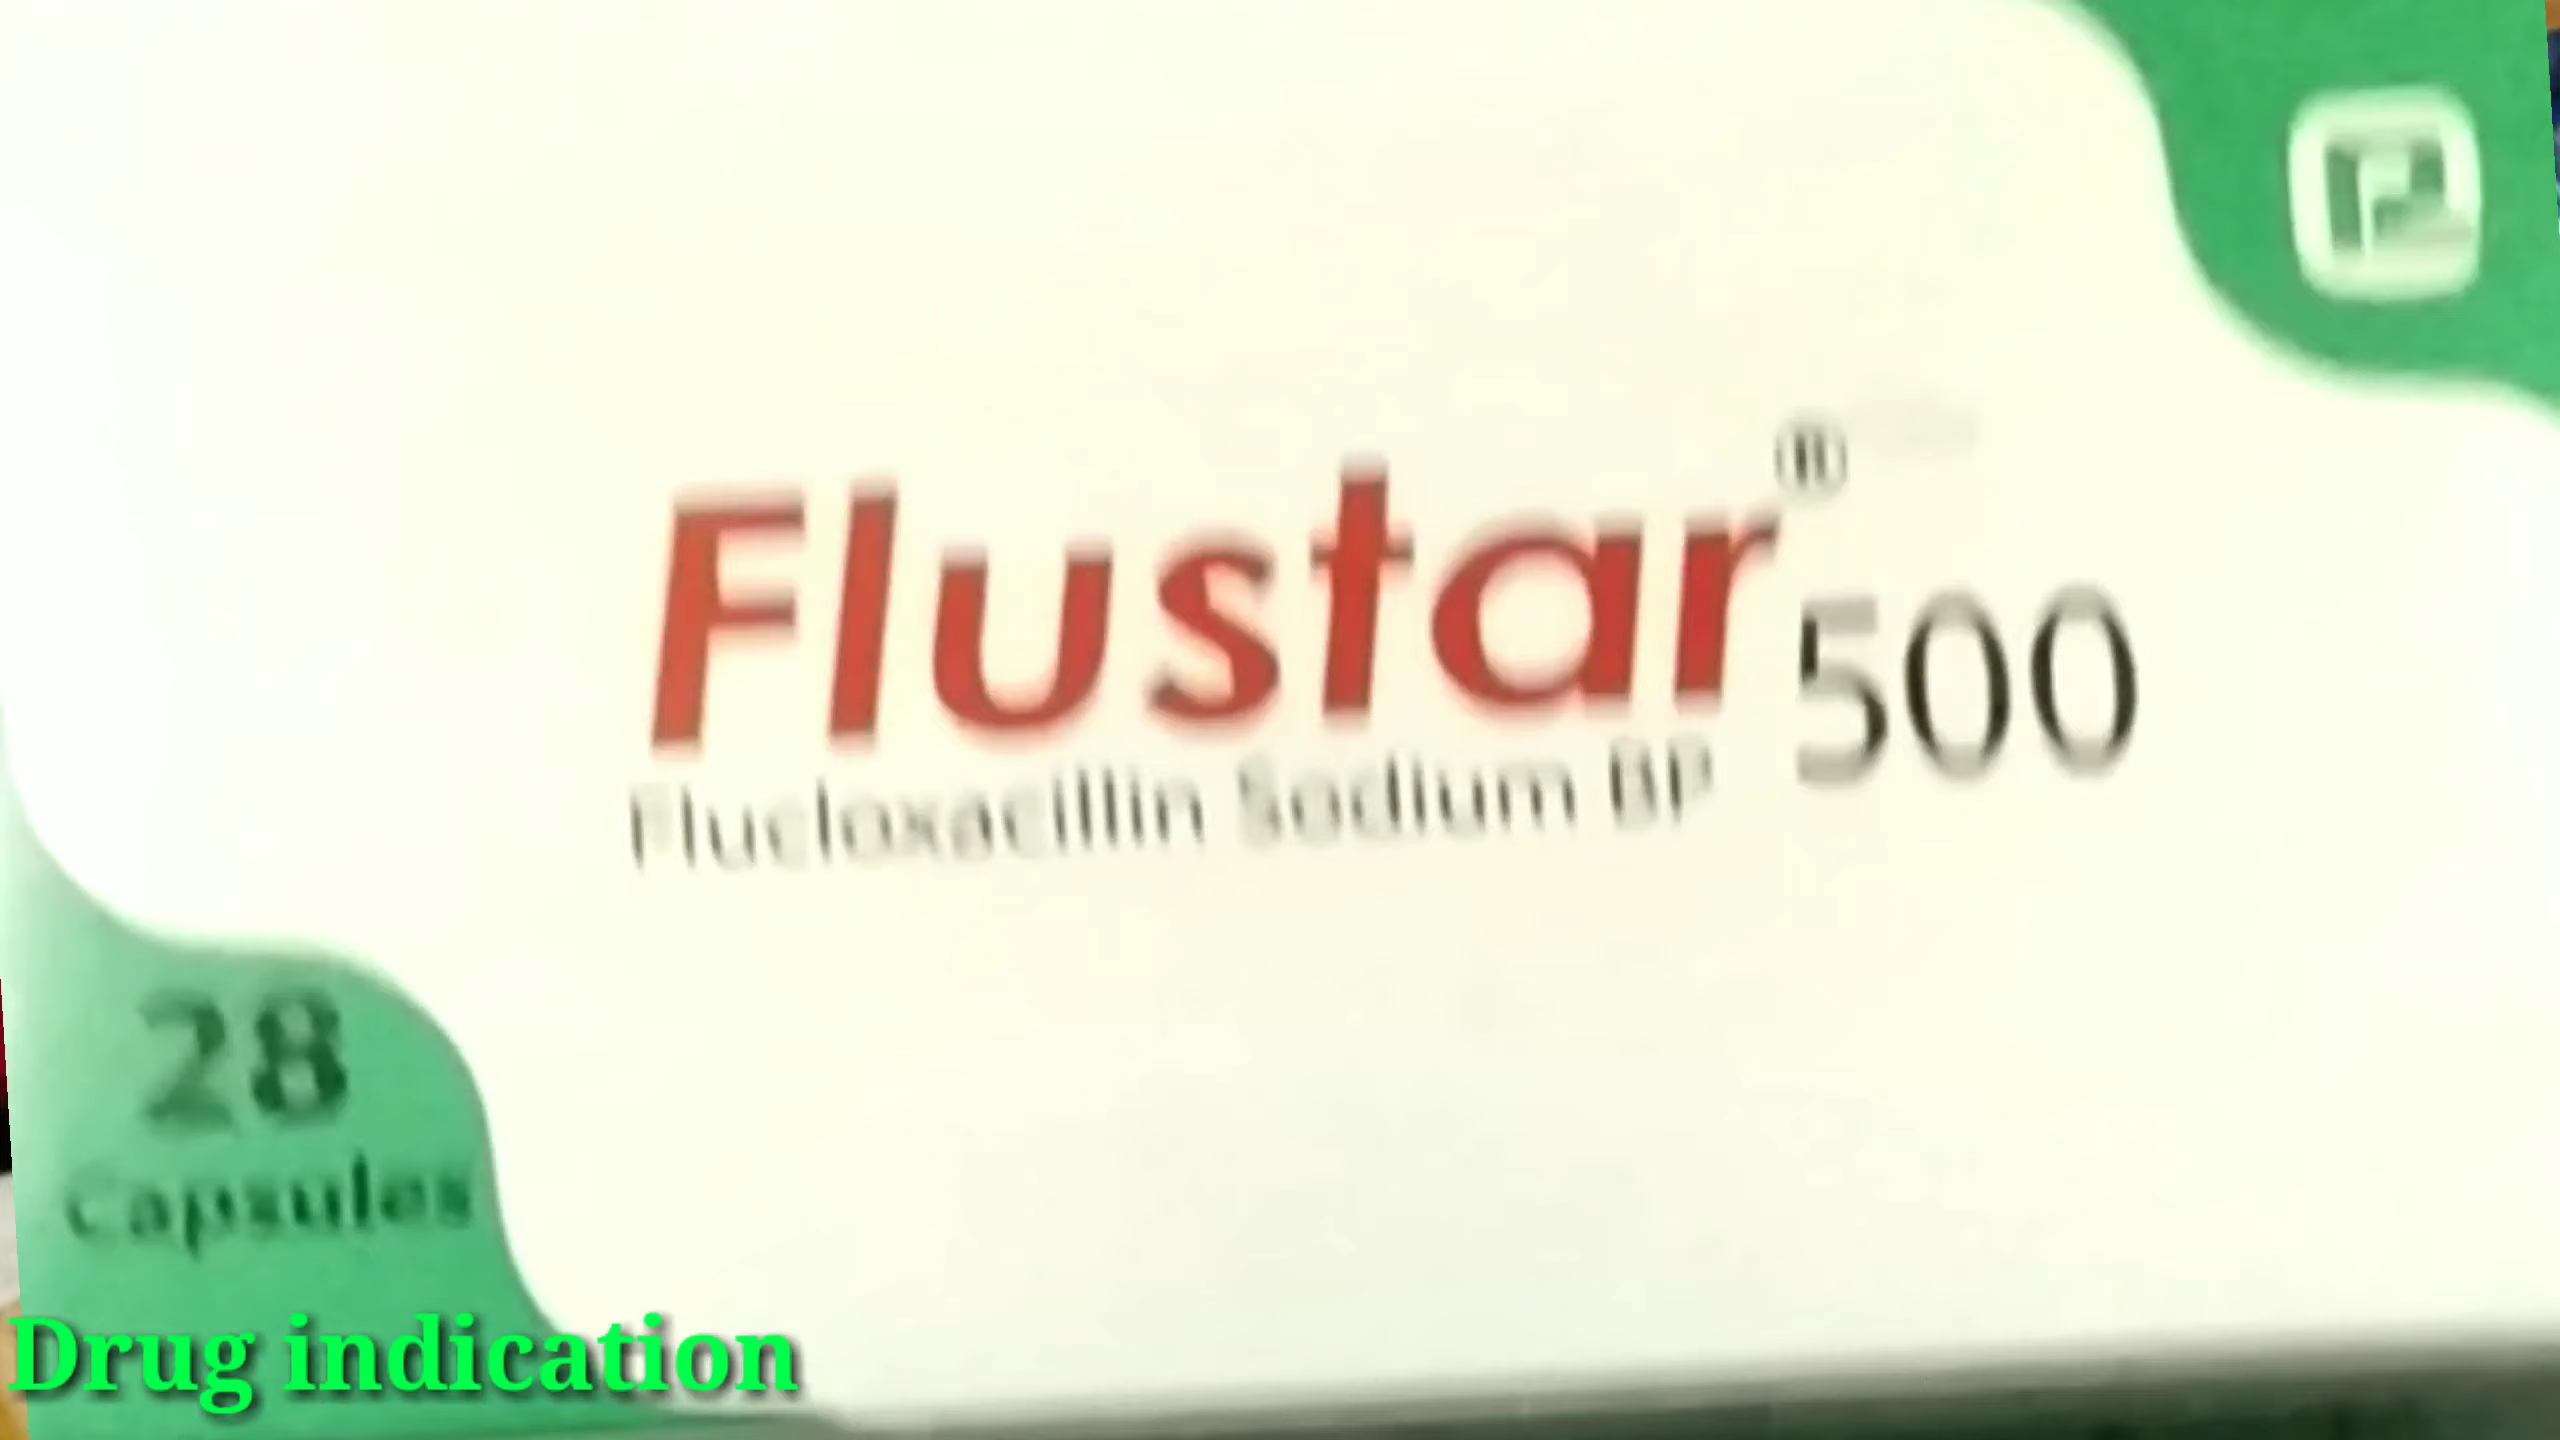 Flustar® 500
Flucloxacillin Sodium BP
28
Capsules
Drug indication